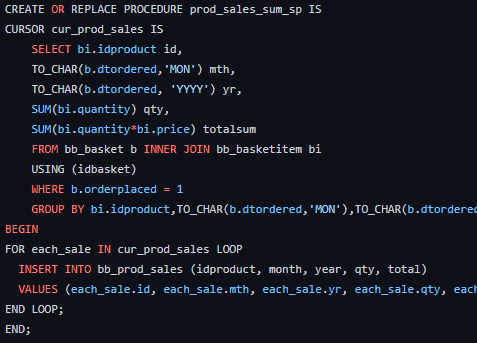 CREATE OR REPLACE PROCEDURE prod_sales_sum_sp IS
CURSOR cur_prod_sales IS
SELECT bi.idproduct id,
TO_CHAR(b.dtordered,'MON') mth,
TO_CHAR(b.dtordered, 'YYYY') yr,
SUM(bi.quantity) qty,
SUM(bi.quantity*bi.price) totalsum
FROM bb_basket b INNER JOIN bb_basketitem bi
USING (idbasket)
WHERE b.orderplaced = 1
GROUP BY bi.idproduct,TO_CHAR(b.dtordered,'MON'),TO_CHAR(b.dtordered
BEGIN
FOR each_sale IN cur_prod_sales LOOP
INSERT INTO bb_prod_sales (idproduct, month, year, qty, total)
VALUES (each_sale.id, each_sale.mth, each_sale.yr, each_sale.qty, eac
END LOOP;
END;